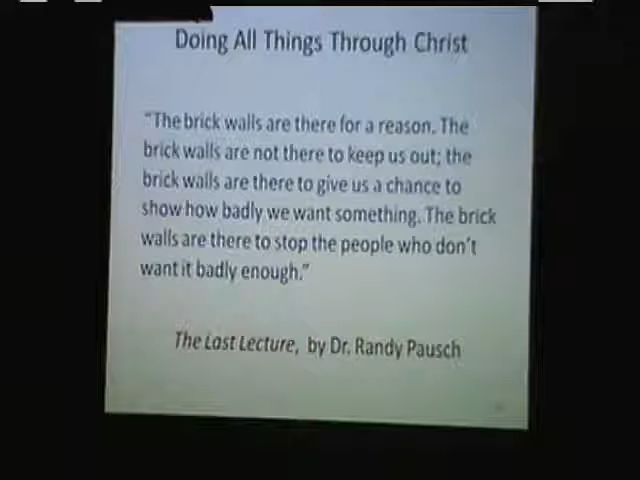 Doing All Things Through Christ
"The brick walls are there for a reason. The
brick walls are not there to keep us out; the
brick walls are there to give us a chance to
show how badly we want something. The brick
walls are there to stop the people who don't
want it badly enough."
The Last Lecture, by Dr. Randy Pausch